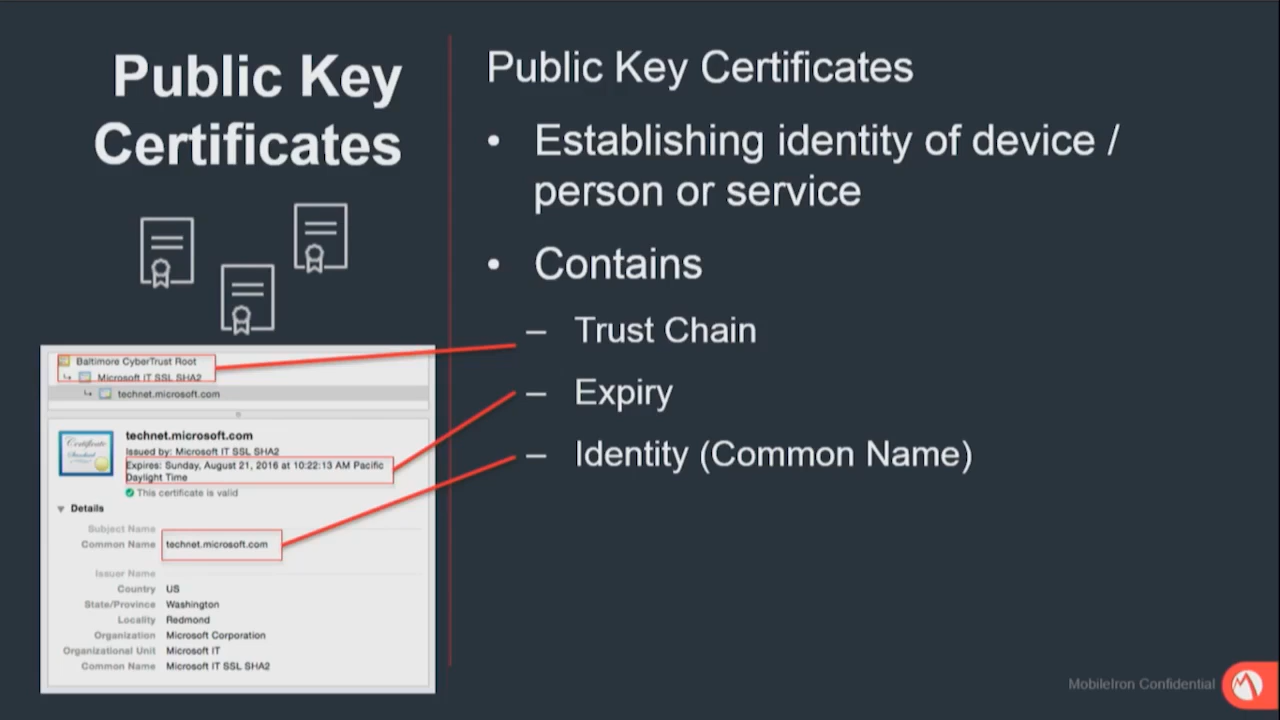 Public Key
Certificates
Public Key Certificates
• Establishing identity of device /
person or service
• Contains
– Trust Chain
– Expiry
– Identity (Common Name)
Baltimore CyberTrust Root
Microsoft IT SSL SHA2
technet.microsoft.com
Certificate
Standard
technet.microsoft.com
Issued by: Microsoft IT SSL SHA2
Expires: Sunday, August 21, 2016 at 10:22:13 AM Pacific
Daylight Time
This certificate is valid
Details
Subject Name
Common Name technet.microsoft.com
Issuer Name
Country US
State/Province Washington
Locality Redmond
Organization Microsoft Corporation
Organizational Unit Microsoft IT
Common Name Microsoft IT SSL SHA2
MobileIron Confidential